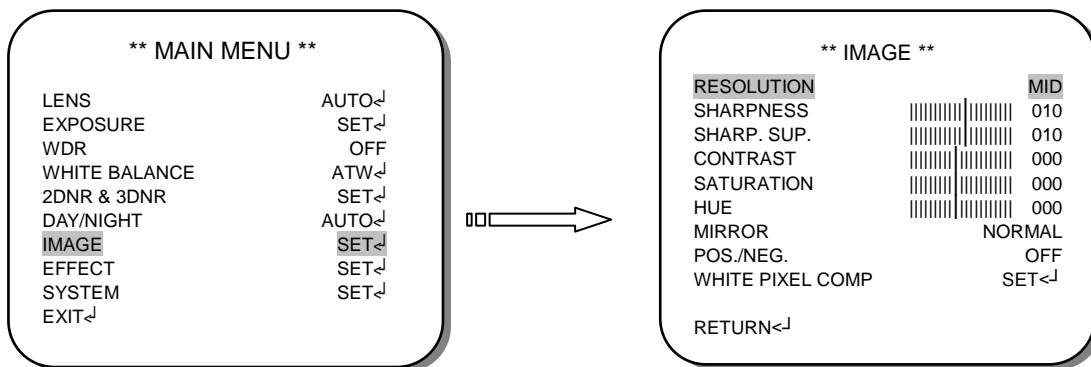 ** MAIN MENU **
LENS AUTO↲
EXPOSURE SET↲
WDR OFF
WHITE BALANCE ATW↲
2DNR & 3DNR SET↲
DAY/NIGHT AUTO↲
IMAGE SET↲
EFFECT SET↲
SYSTEM SET↲
EXIT↲
** IMAGE **
RESOLUTION MID
SHARPNESS 010
SHARP. SUP. 010
CONTRAST 000
SATURATION 000
HUE 000
MIRROR NORMAL
POS./NEG. OFF
WHITE PIXEL COMP SET↲
RETURN↲